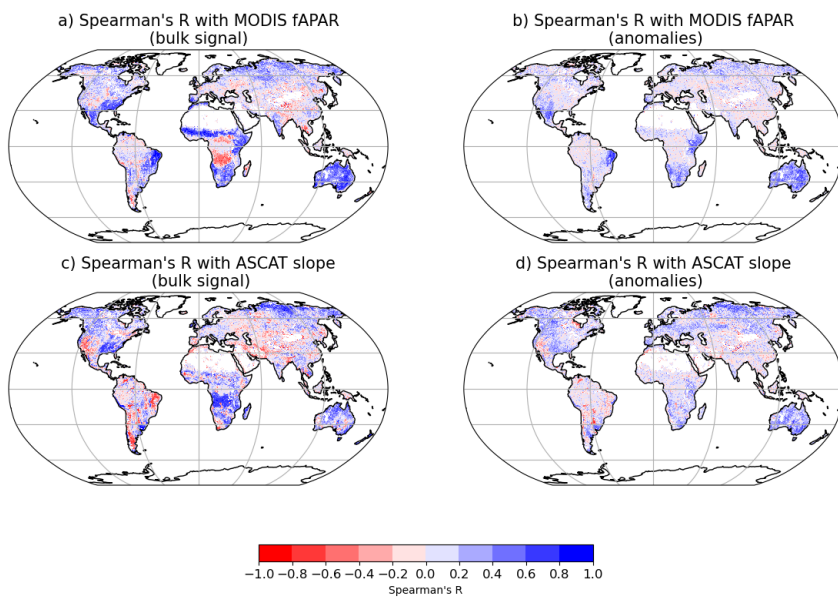 a) Spearman's R with MODIS fAPAR
(bulk signal)
b) Spearman's R with MODIS fAPAR
(anomalies)
c) Spearman's R with ASCAT slope
(bulk signal)
d) Spearman's R with ASCAT slope
(anomalies)
−1.0 −0.8 −0.6 −0.4 −0.2 0.0 0.2 0.4 0.6 0.8 1.0
Spearman's R